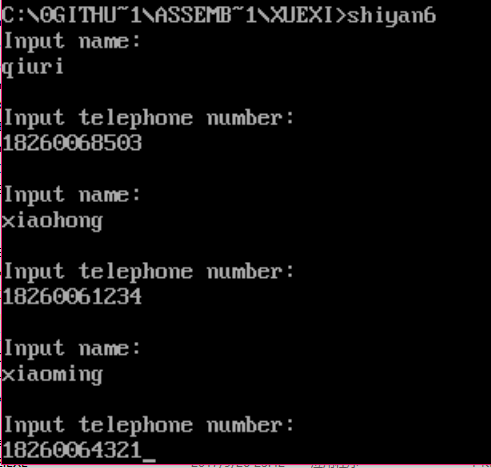 C:\0GITHU~1\ASSEMB~1\XUEXI>shiyan6
Input name:
qiuri
Input telephone number:
18260068503
Input name:
xiaohong
Input telephone number:
18260061234
Input name:
xiaoming
Input telephone number:
18260064321_